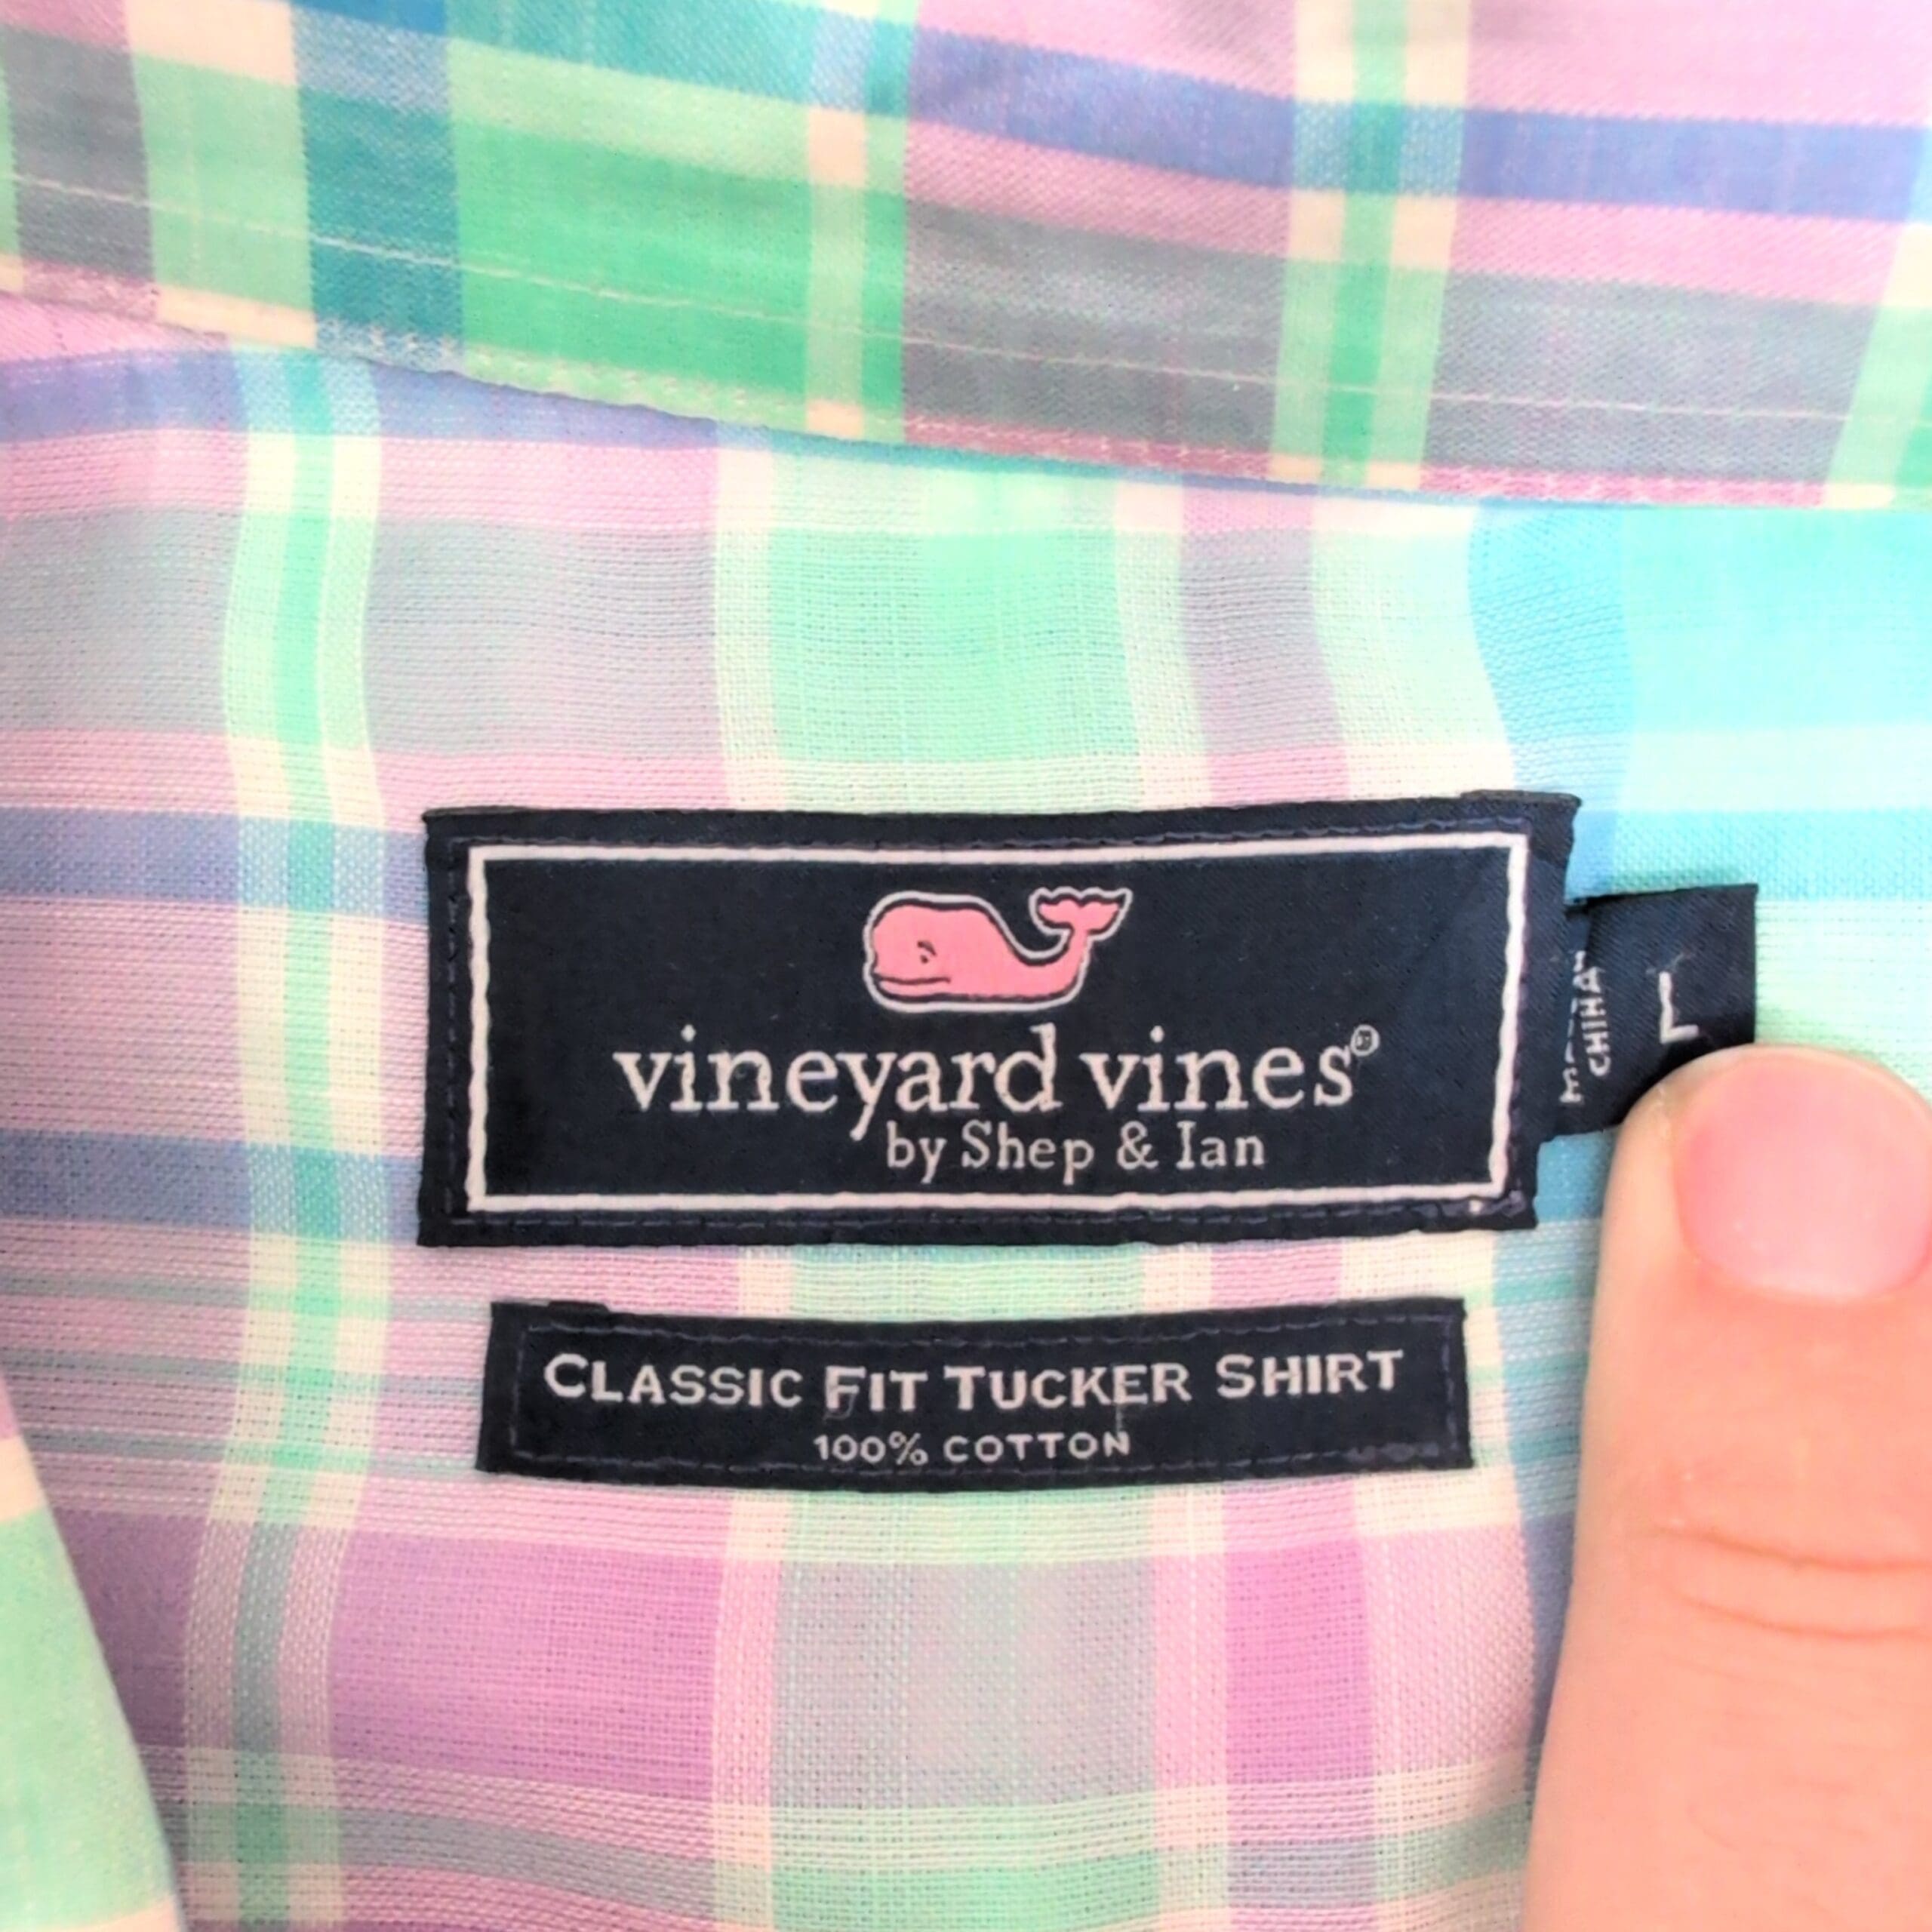 vineyard vines®
by Shep & Ian
CLASSIC FIT TUCKER SHIRT
100% COTTON
L
CHINA